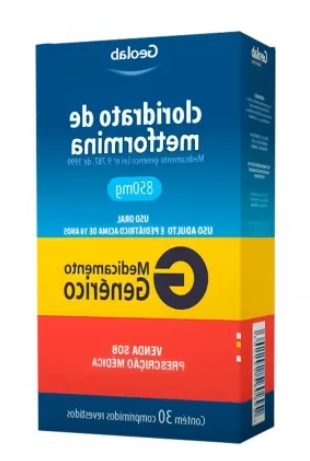 Geolab
cloridrato de
metformina
Medicamento genérico Lei nº 9.787, de 1999
850mg
USO ORAL
USO ADULTO E PEDIÁTRICO ACIMA DE 10 ANOS
G
Medicamento
Genérico
VENDA SOB
PRESCRIÇÃO MÉDICA
Contém 30 comprimidos revestidos